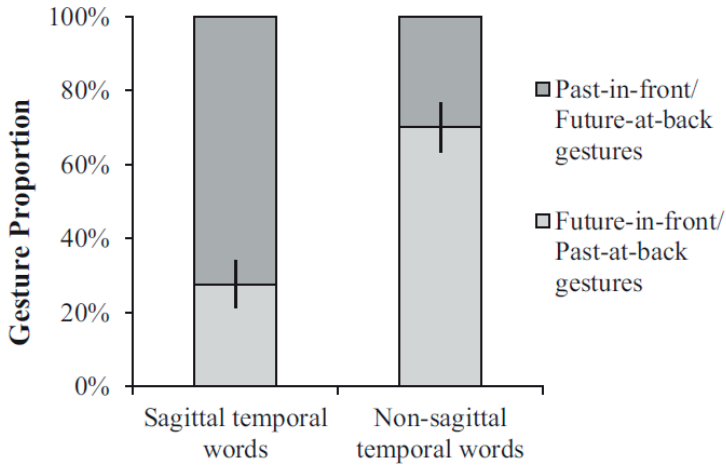 100%
80%
60%
40%
20%
0%
Gesture Proportion
Sagittal temporal
words
Non-sagittal
temporal words
Past-in-front/
Future-at-back
gestures
Future-in-front/
Past-at-back
gestures